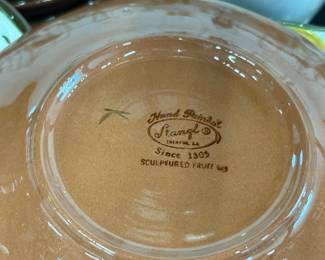 Hand Painted
Stangl
TRENTON, N.J.
Since 1805
SCULPTURED FRUIT